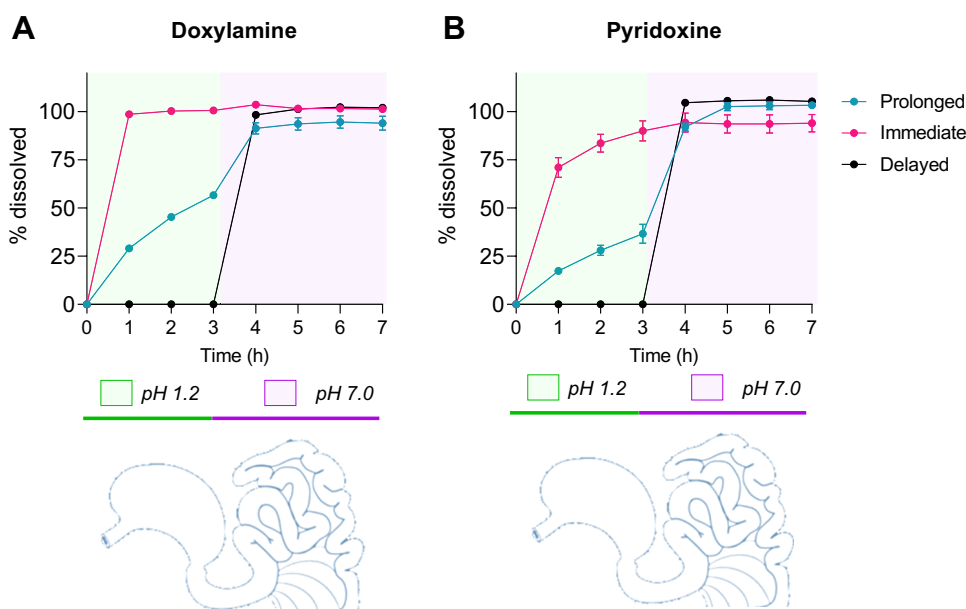 A
Doxylamine
% dissolved
100
75
50
25
0
0 1 2 3 4 5 6 7
Time (h)
pH 1.2 pH 7.0
B
Pyridoxine
% dissolved
100
75
50
25
0
0 1 2 3 4 5 6 7
Time (h)
pH 1.2 pH 7.0
Prolonged
Immediate
Delayed